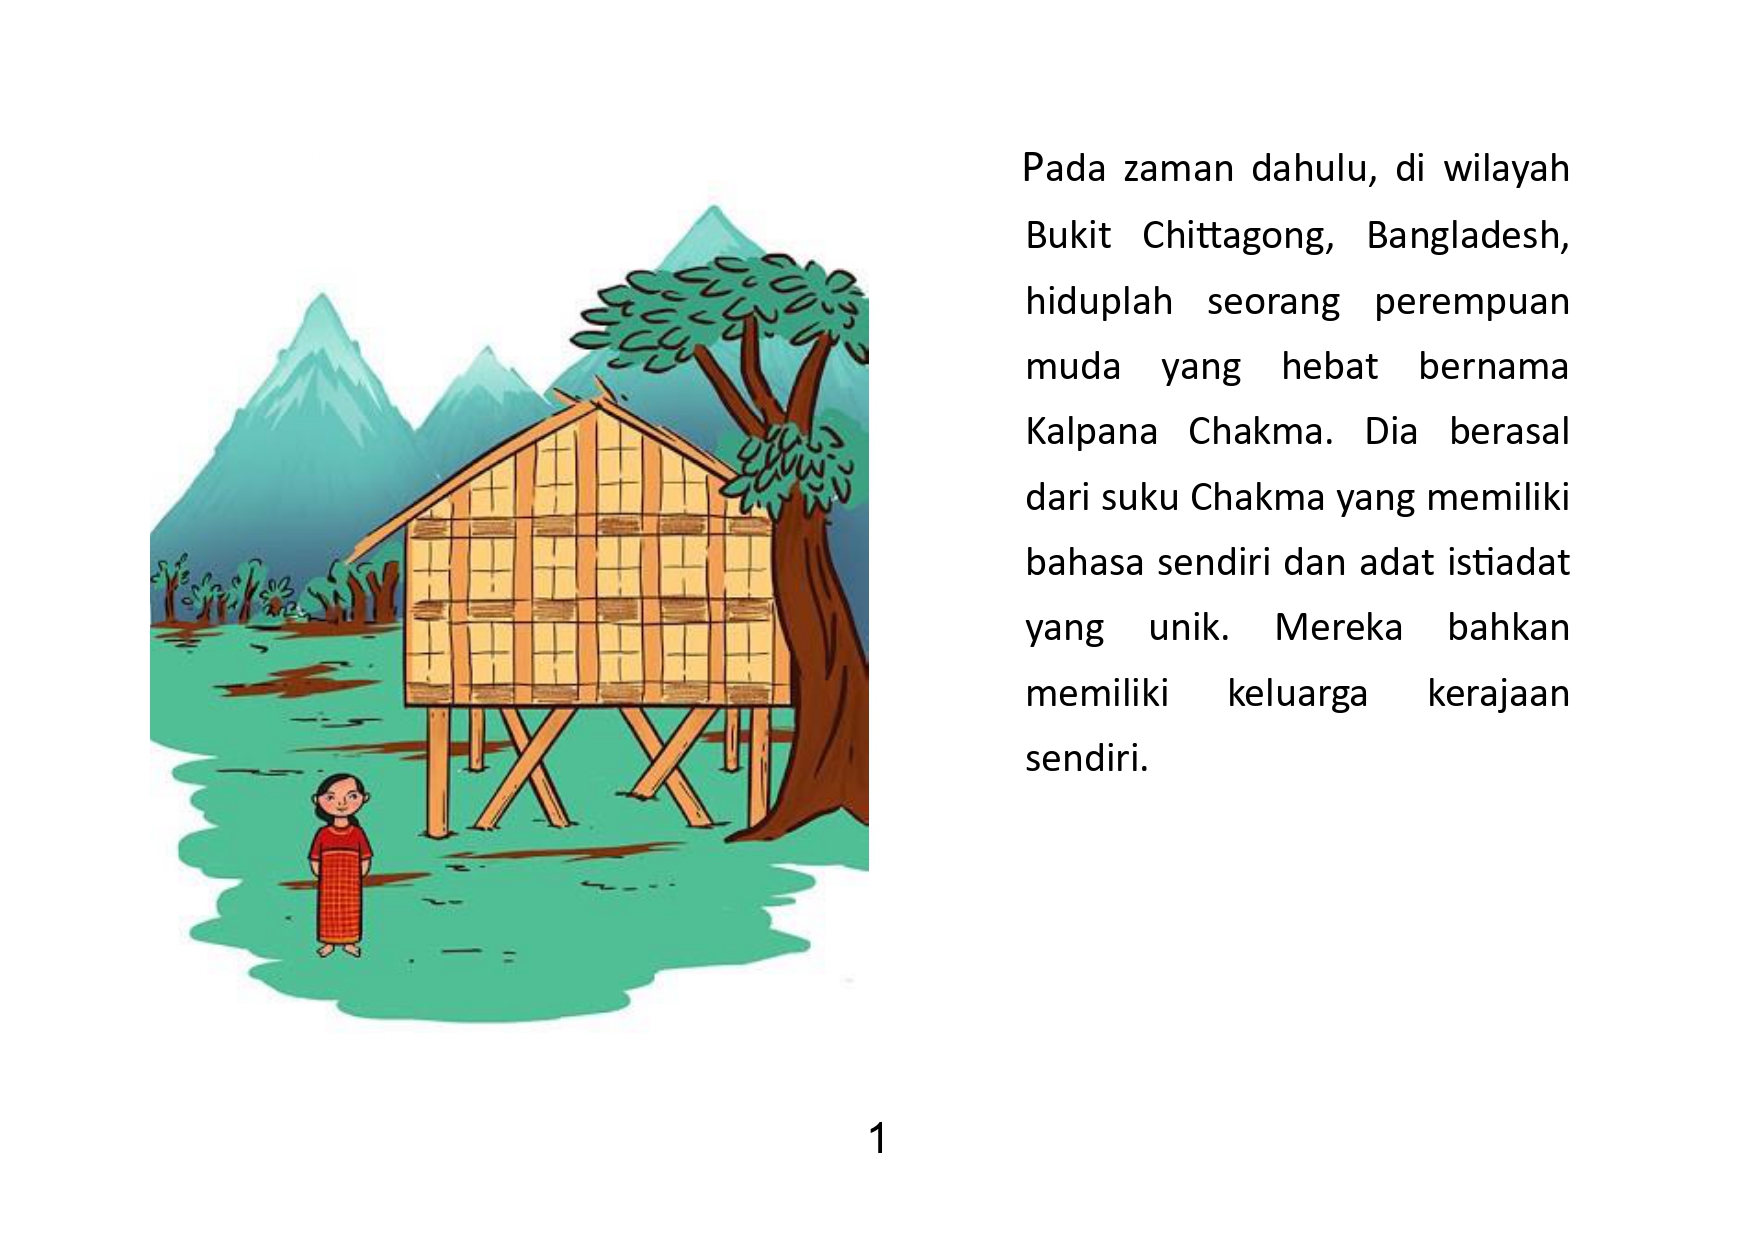 Pada zaman dahulu, di wilayah
Bukit Chittagong, Bangladesh,
hiduplah seorang perempuan
muda yang hebat bernama
Kalpana Chakma. Dia berasal
dari suku Chakma yang memiliki
bahasa sendiri dan adat istiadat
yang unik. Mereka bahkan
memiliki keluarga kerajaan
sendiri.
1